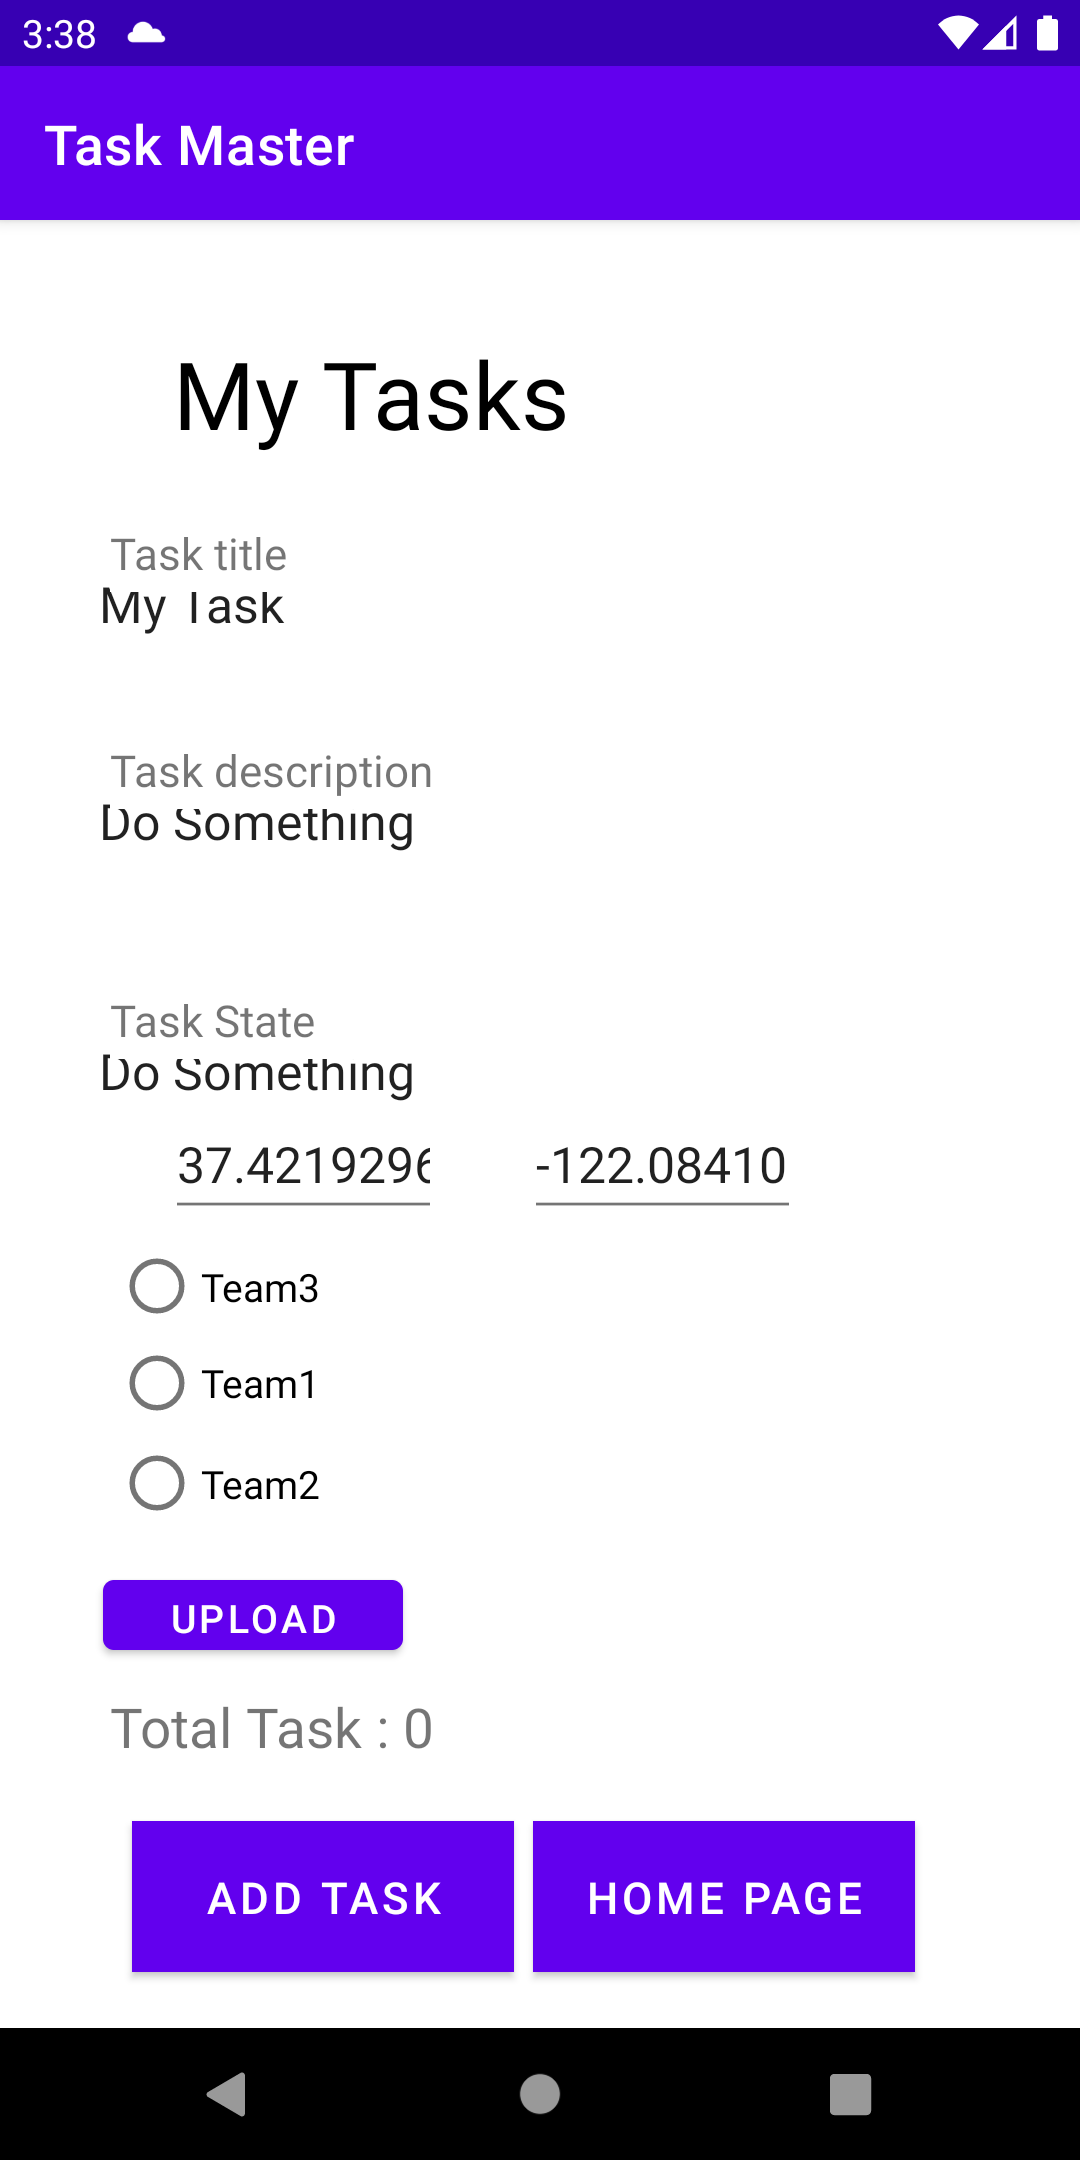 3:38
Task Master
My Tasks
Task title
My Task
Task description
Do Something
Task State
Do Something
37.4219296 -122.08410
Team3
Team1
Team2
UPLOAD
Total Task : 0
ADD TASK HOME PAGE